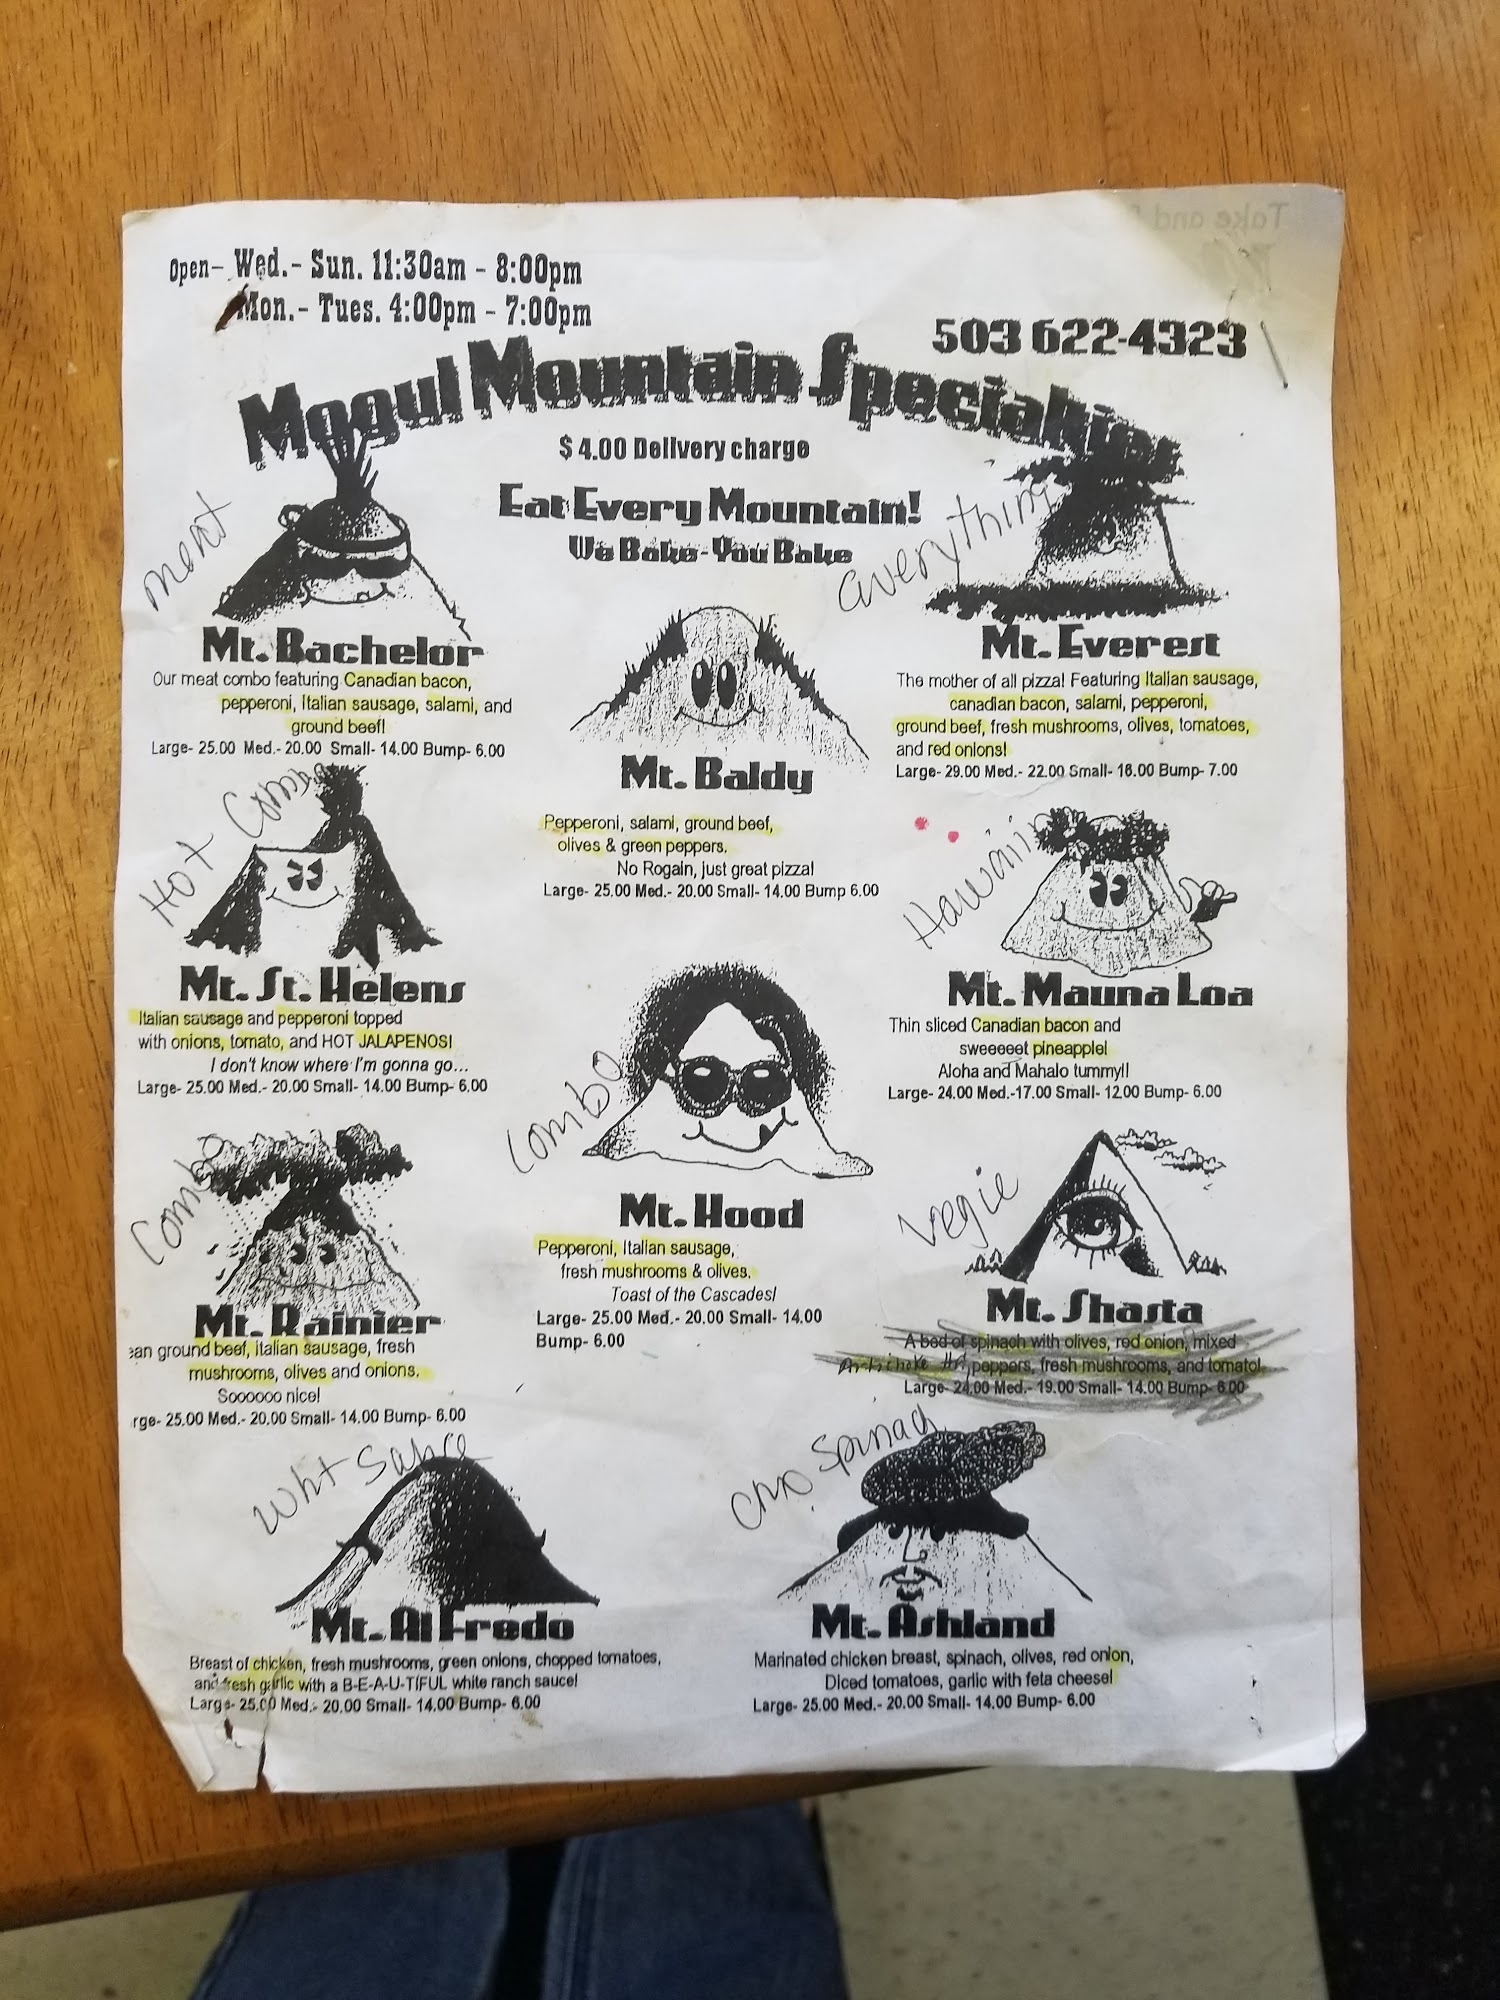 Take and
Open- Wed.- Sun. 11:30am - 8:00pm
Mon.- Tues. 4:00pm - 7:00pm
503 622-4323
Mogul Mountain Specialties
$ 4.00 Delivery charge
Eat Every Mountain!
We Bake-You Bake
meat
Mt. Bachelor
Our meat combo featuring Canadian bacon,
pepperoni, Italian sausage, salami, and
ground beef!
Large- 25.00 Med.- 20.00 Small- 14.00 Bump- 6.00
everything
Mt. Everest
The mother of all pizza! Featuring Italian sausage,
canadian bacon, salami, pepperoni,
ground beef, fresh mushrooms, olives, tomatoes,
and red onions!
Large- 29.00 Med.- 22.00 Small- 16.00 Bump- 7.00
Mt. Baldy
Pepperoni, salami, ground beef,
olives & green peppers.
No Rogain, just great pizza!
Large- 25.00 Med.- 20.00 Small- 14.00 Bump 6.00
Hot Combo
Mt. St. Helens
Italian sausage and pepperoni topped
with onions, tomato, and HOT JALAPENOS!
I don't know where I'm gonna go...
Large- 25.00 Med.- 20.00 Small- 14.00 Bump- 6.00
Hawaiin
Mt. Mauna Loa
Thin sliced Canadian bacon and
sweeeeet pineapple!
Aloha and Mahalo tummy!!
Large- 24.00 Med.-17.00 Small- 12.00 Bump- 6.00
Combo
Mt. Hood
Pepperoni, Italian sausage,
fresh mushrooms & olives.
Toast of the Cascades!
Large- 25.00 Med.- 20.00 Small- 14.00
Bump- 6.00
Combo
Mt. Rainier
ean ground beef, italian sausage, fresh
mushrooms, olives and onions.
Soooooo nice!
rge- 25.00 Med.- 20.00 Small- 14.00 Bump- 6.00
Vegie
Mt. Shasta
A bed of spinach with olives, red onion, mixed
Artichoke peppers, fresh mushrooms, and tomato!
Large- 24.00 Med.- 19.00 Small- 14.00 Bump- 6.00
Mt. Al Fredo
Breast of chicken, fresh mushrooms, green onions, chopped tomatoes,
and fresh garlic with a B-E-A-U-TIFUL white ranch sauce!
Large- 25.00 Med.- 20.00 Small- 14.00 Bump- 6.00
Spinach
Mt. Ashland
Marinated chicken breast, spinach, olives, red onion,
Diced tomatoes, garlic with feta cheese!
Large- 25.00 Med.- 20.00 Small- 14.00 Bump- 6.00